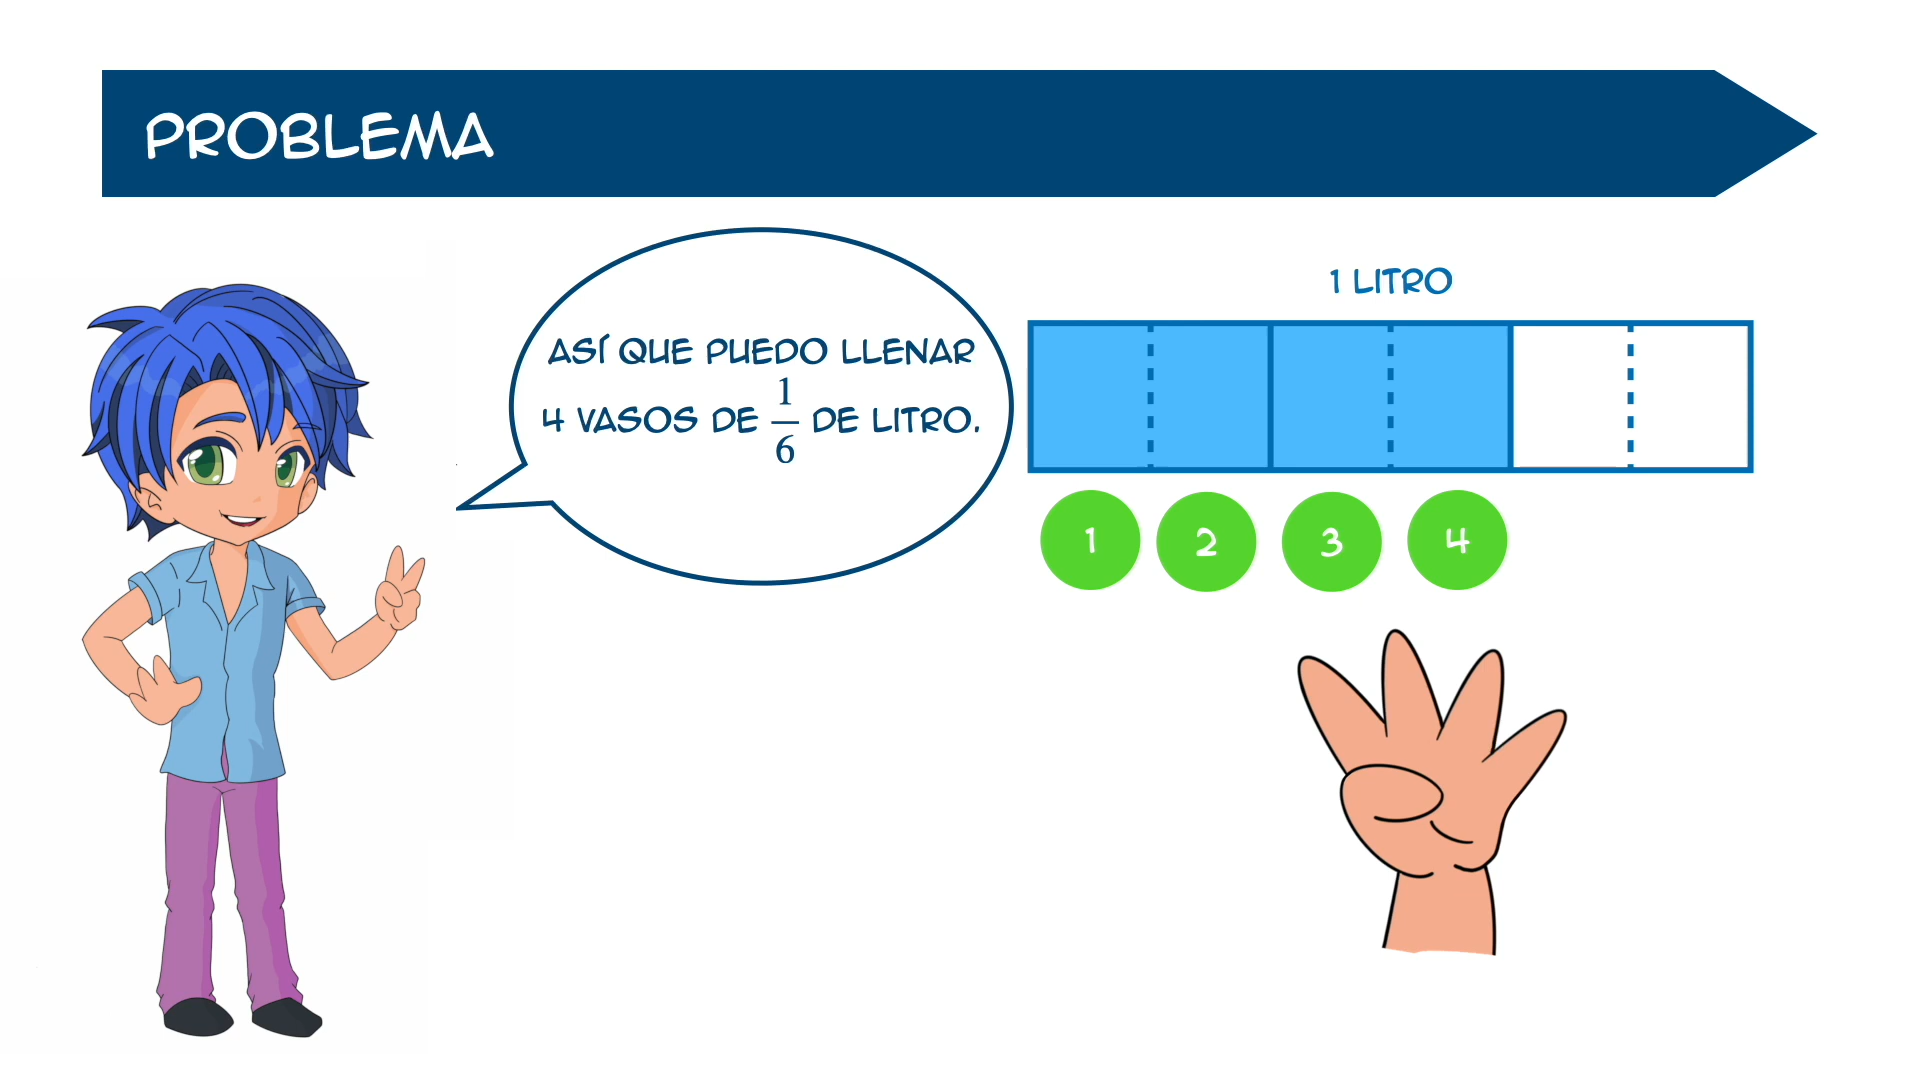 PROBLEMA
1 LITRO
ASÍ QUE PUEDO LLENAR
4 VASOS DE 1/6 DE LITRO.
1 2 3 4